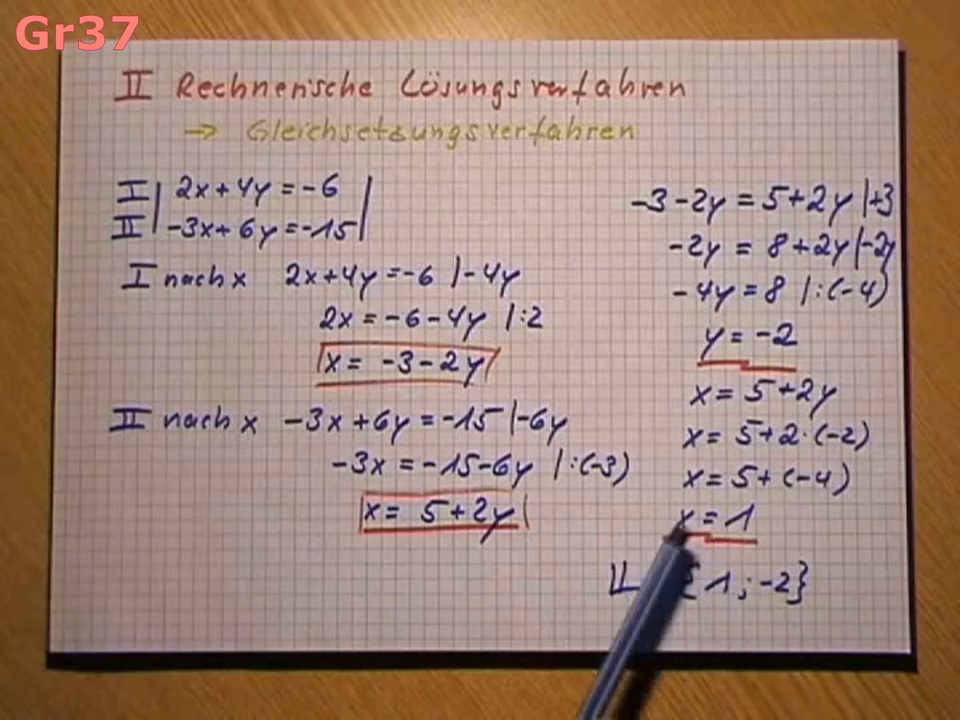 Gr37
II Rechnerische Lösungsverfahren
→ Gleichsetzungsverfahren
I | 2x+4y=-6 |
II | -3x+6y=-15 |
I nach x 2x+4y=-6 |-4y
2x=-6-4y |:2
x= -3-2y
II nach x -3x+6y=-15 |-6y
-3x=-15-6y |:(-3)
x= 5+2y
-3-2y=5+2y |+3
-2y=8+2y |-2y
-4y=8 |:(-4)
y=-2
x=5+2y
x=5+2·(-2)
x=5+(-4)
x=1
𝕃 {1;-2}